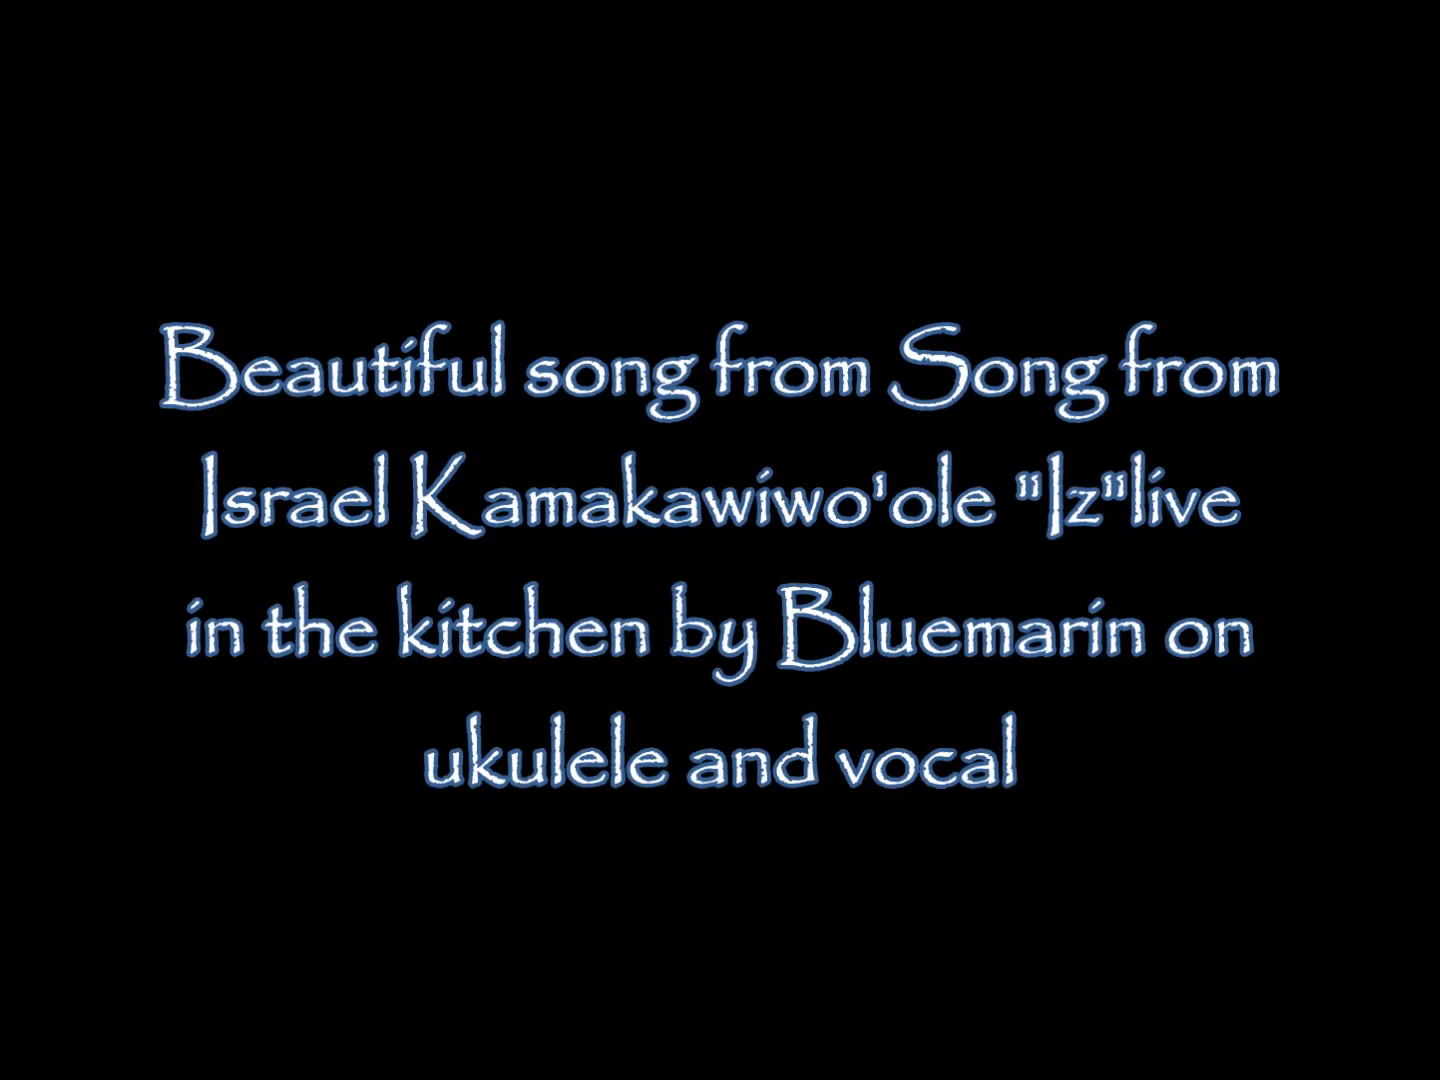 Beautiful song from Song from
Israel Kamakawiwo'ole "Iz"live
in the kitchen by Bluemarin on
ukulele and vocal